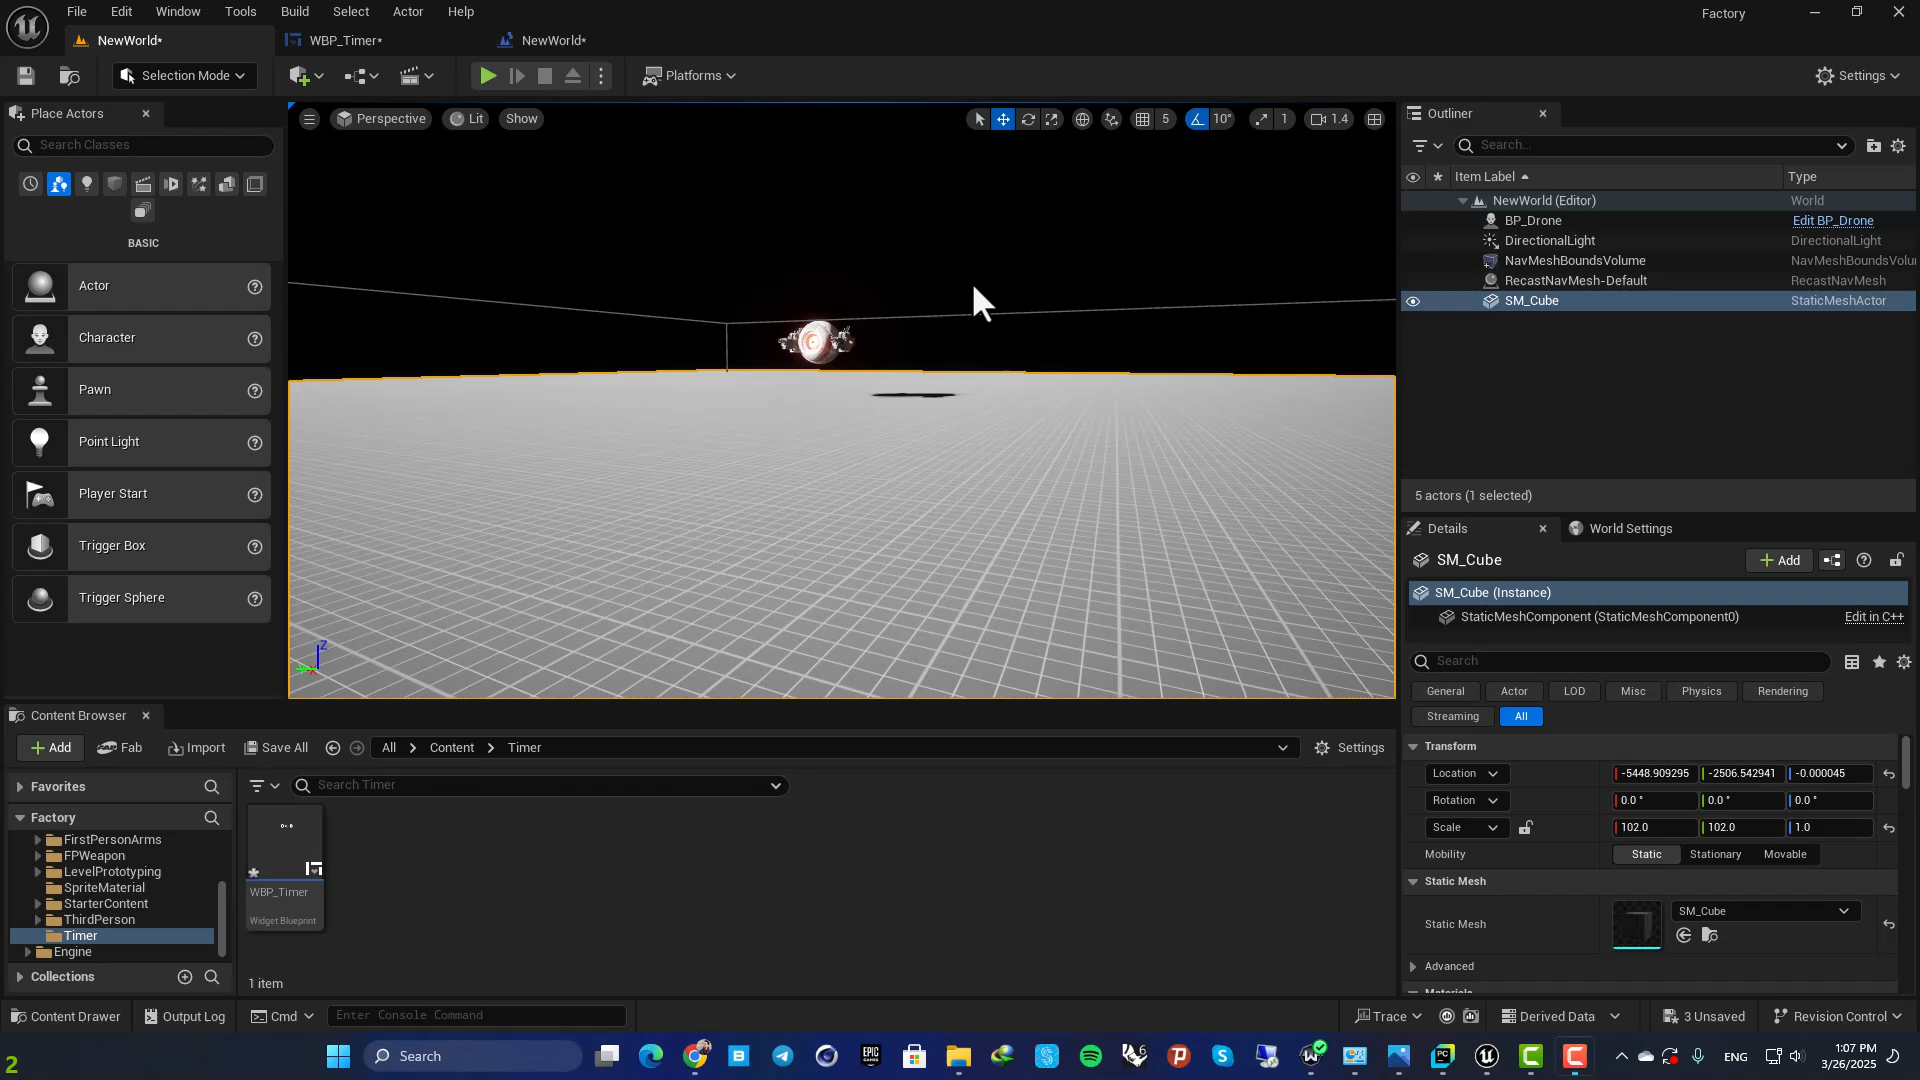 File Edit Window Tools Build Select Actor Help
Factory
NewWorld*
WBP_Timer*
NewWorld*
Selection Mode
Platforms
Settings
Place Actors
Search Classes
BASIC
Actor
Character
Pawn
Point Light
Player Start
Trigger Box
Trigger Sphere
Perspective
Lit
Show
5
10°
1
1.4
Z
Outliner
Search...
Item Label
Type
NewWorld (Editor)
World
BP_Drone
Edit BP_Drone
DirectionalLight
DirectionalLight
NavMeshBoundsVolume
NavMeshBoundsVolu
RecastNavMesh-Default
RecastNavMesh
SM_Cube
StaticMeshActor
5 actors (1 selected)
Details
World Settings
SM_Cube
Add
SM_Cube (Instance)
StaticMeshComponent (StaticMeshComponent0)
Edit in C++
Search
General
Actor
LOD
Misc
Physics
Rendering
Streaming
All
Transform
Location
-5448.909295
-2506.542941
-0.000045
Rotation
0.0 °
0.0 °
0.0 °
Scale
102.0
102.0
1.0
Mobility
Static
Stationary
Movable
Static Mesh
Static Mesh
SM_Cube
Advanced
Materials
Content Browser
Add
Fab
Import
Save All
All
Content
Timer
Settings
Favorites
Search Timer
Factory
FirstPersonArms
FPWeapon
LevelPrototyping
SpriteMaterial
StarterContent
ThirdPerson
Timer
Engine
Collections
WBP_Timer
Widget Blueprint
1 item
Content Drawer
Output Log
Cmd
Enter Console Command
Trace
Derived Data
3 Unsaved
Revision Control
2
Search
EPIC
GAMES
ENG
1:07 PM
3/26/2025